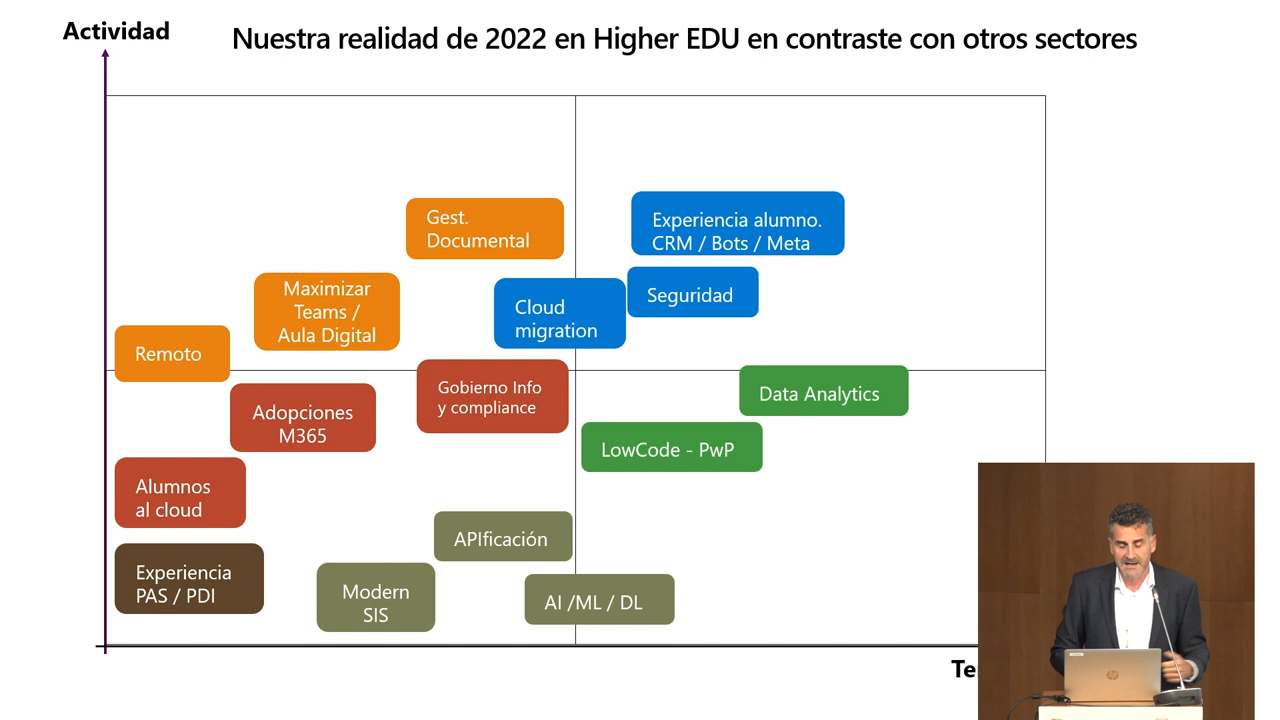 Actividad
Nuestra realidad de 2022 en Higher EDU en contraste con otros sectores
Gest.
Documental
Experiencia alumno.
CRM / Bots / Meta
Maximizar
Teams /
Aula Digital
Cloud
migration
Seguridad
Remoto
Adopciones
M365
Gobierno Info
y compliance
Data Analytics
LowCode - PwP
Alumnos
al cloud
APIficación
Experiencia
PAS / PDI
Modern
SIS
AI /ML / DL
Te
hp